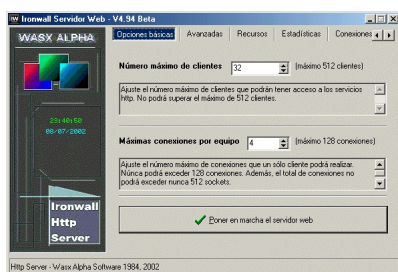 Ironwall Servidor Web - V4.94 Beta
WASX ALPHA
Opciones básicas
Avanzadas
Recursos
Estadísticas
Conexiones
Número máximo de clientes
32
(máximo 512 clientes)
Ajuste el número máximo de clientes que podrán tener acceso a los servicios
http. No podrá superar el máximo de 512 clientes.
23:40:50
08/07/2002
Máximas conexiones por equipo
4
(máximo 128 conexiones)
Ajuste el número máximo de conexiones que un sólo cliente podrá realizar.
Núnca podrá exceder 128 conexiones. Además, el total de conexiones no
podrá exceder nunca 512 sockets.
Ironwall
Http
Server
Poner en marcha el servidor web
Http Server - Wasx Alpha Software 1984, 2002